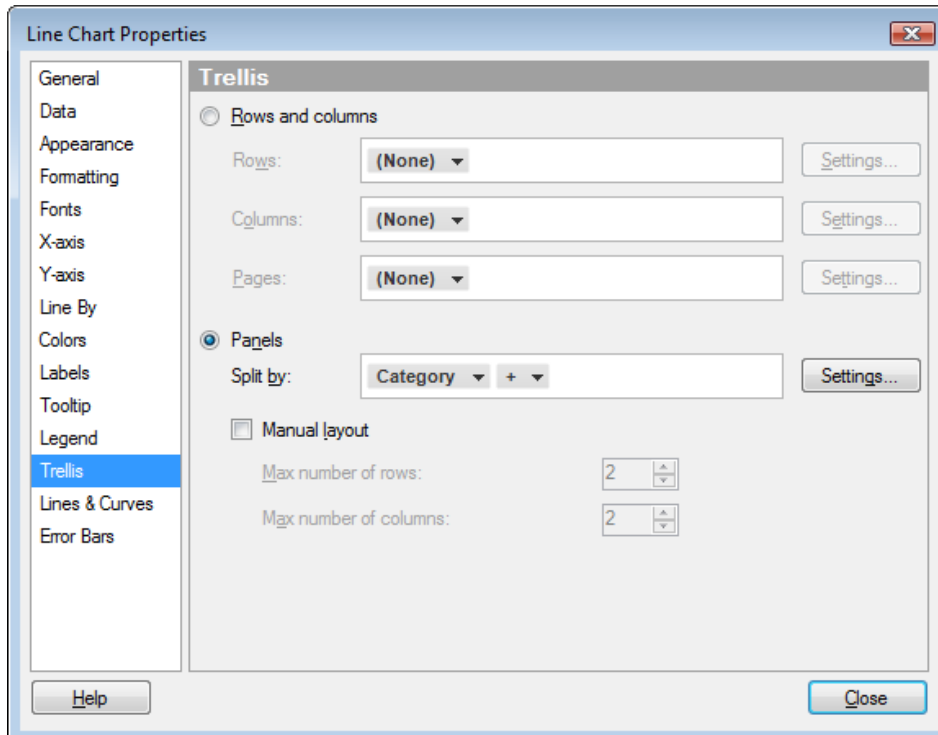 Line Chart Properties
General
Data
Appearance
Formatting
Fonts
X-axis
Y-axis
Line By
Colors
Labels
Tooltip
Legend
Trellis
Lines & Curves
Error Bars
Trellis
Rows and columns
Rows: (None) Settings...
Columns: (None) Settings...
Pages: (None) Settings...
Panels
Split by: Category + Settings...
Manual layout
Max number of rows: 2
Max number of columns: 2
Help Close